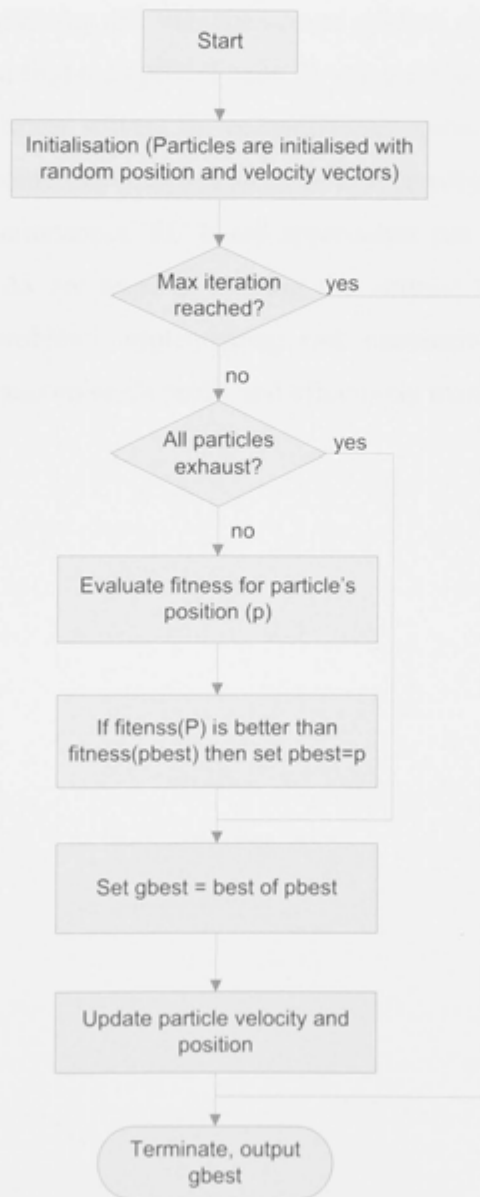 Start
Initialisation (Particles are initialised with
random position and velocity vectors)
Max iteration
reached?
yes
no
All particles
exhaust?
yes
no
Evaluate fitness for particle's
position (p)
If fitenss(P) is better than
fitness(pbest) then set pbest=p
Set gbest = best of pbest
Update particle velocity and
position
Terminate, output
gbest